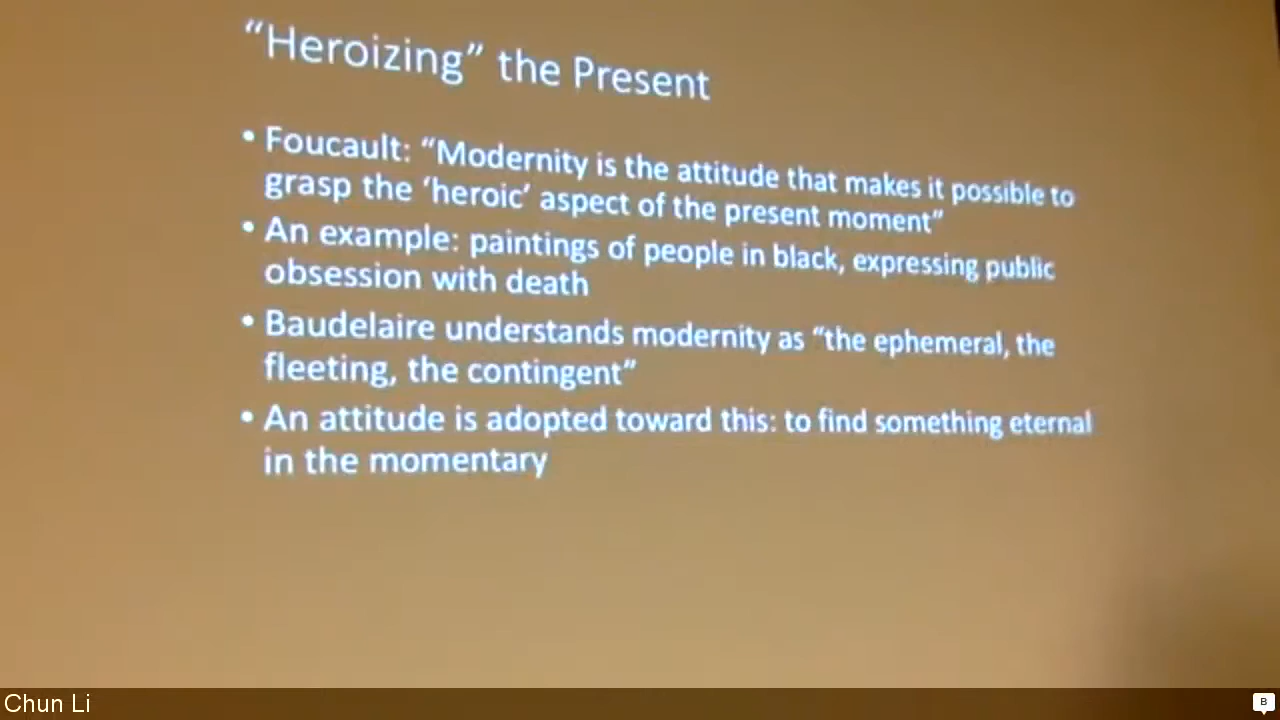 “Heroizing” the Present
• Foucault: “Modernity is the attitude that makes it possible to
grasp the ‘heroic’ aspect of the present moment”
• An example: paintings of people in black, expressing public
obsession with death
• Baudelaire understands modernity as “the ephemeral, the
fleeting, the contingent”
• An attitude is adopted toward this: to find something eternal
in the momentary
Chun Li
B